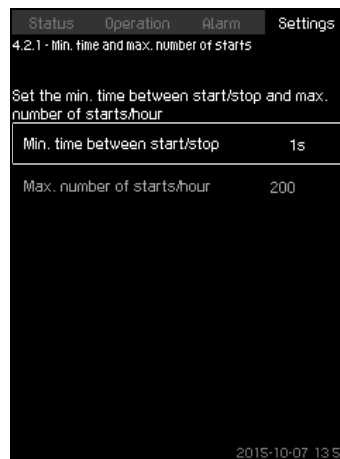 Status Operation Alarm Settings
4.2.1 - Min. time and max. number of starts
Set the min. time between start/stop and max.
number of starts/hour
Min. time between start/stop 1s
Max. number of starts/hour 200
2015-10-07 13:5